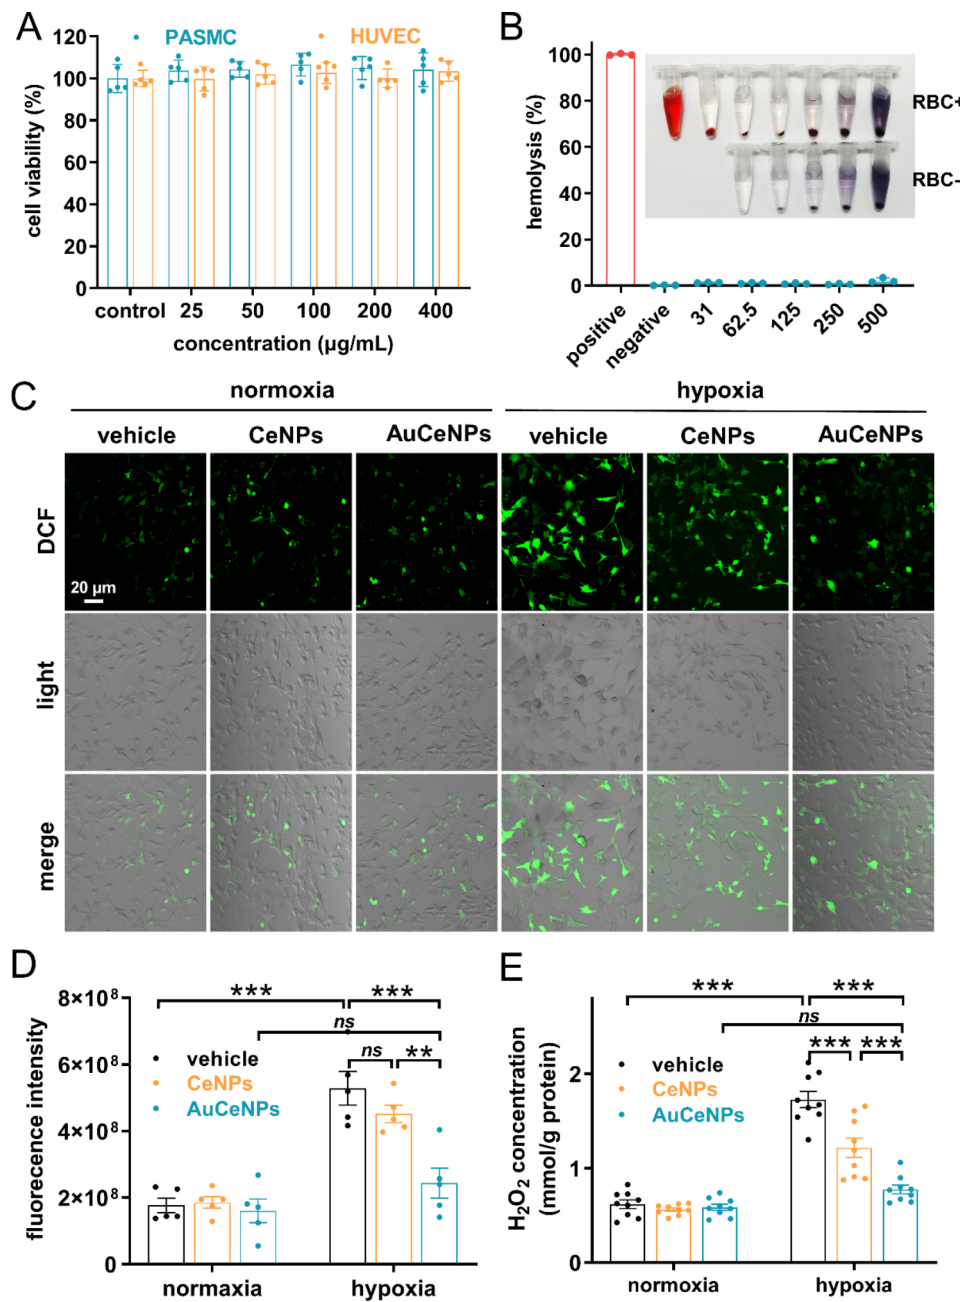 A
120
100
80
60
40
20
0
cell viability (%)
PASMC
HUVEC
control
25
50
100
200
400
concentration (μg/mL)
B
100
80
60
40
20
0
hemolysis (%)
RBC+
RBC-
positive
negative
31
62.5
125
250
500
C
normoxia
hypoxia
vehicle
CeNPs
AuCeNPs
vehicle
CeNPs
AuCeNPs
DCF
20 μm
light
merge
D
8×10⁸
6×10⁸
4×10⁸
2×10⁸
0
fluorecence intensity
***
***
ns
ns
**
vehicle
CeNPs
AuCeNPs
normaxia
hypoxia
E
2
1
0
H₂O₂ concentration
(mmol/g protein)
***
***
ns
***
***
vehicle
CeNPs
AuCeNPs
normoxia
hypoxia